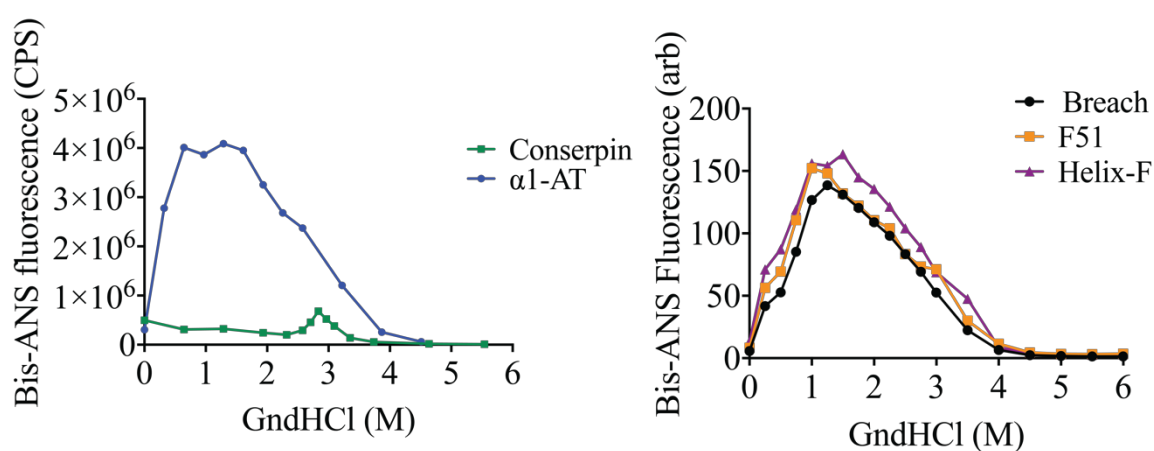 Bis-ANS fluorescence (CPS)
5×10⁶
4×10⁶
3×10⁶
2×10⁶
1×10⁶
0
0 1 2 3 4 5 6
GndHCl (M)
Conserpin
α1-AT
Bis-ANS Fluorescence (arb)
200
150
100
50
0
0 1 2 3 4 5 6
GndHCl (M)
Breach
F51
Helix-F